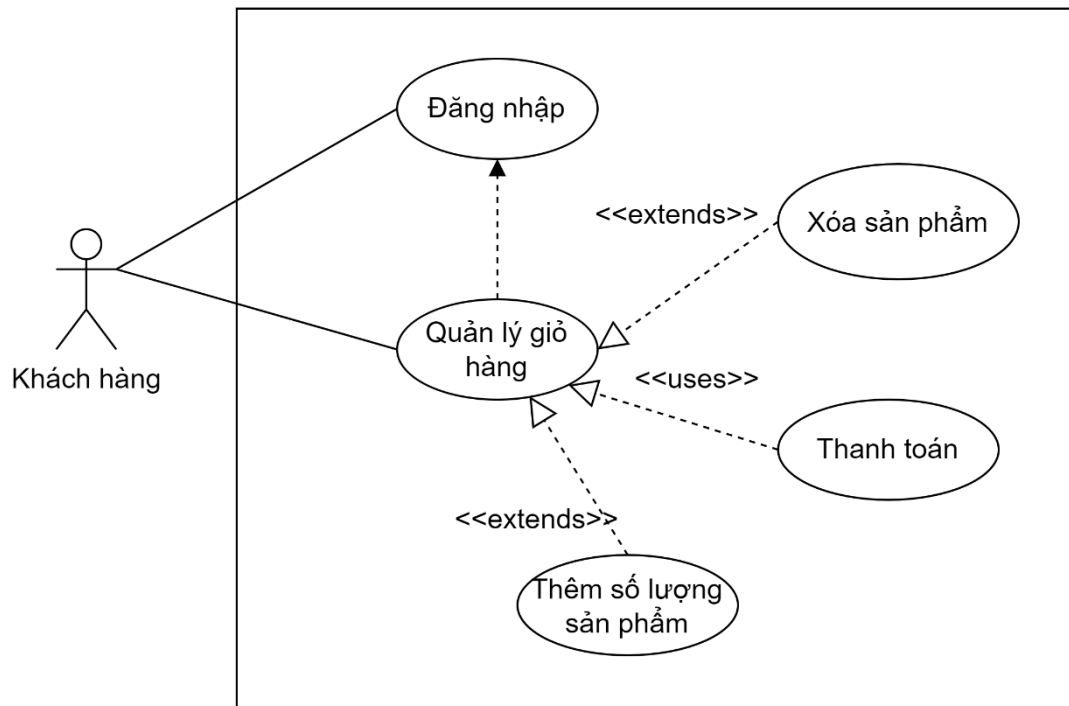 Đăng nhập
<<extends>>
Xóa sản phẩm
Quản lý giỏ
hàng
Khách hàng
<<uses>>
Thanh toán
<<extends>>
Thêm số lượng
sản phẩm